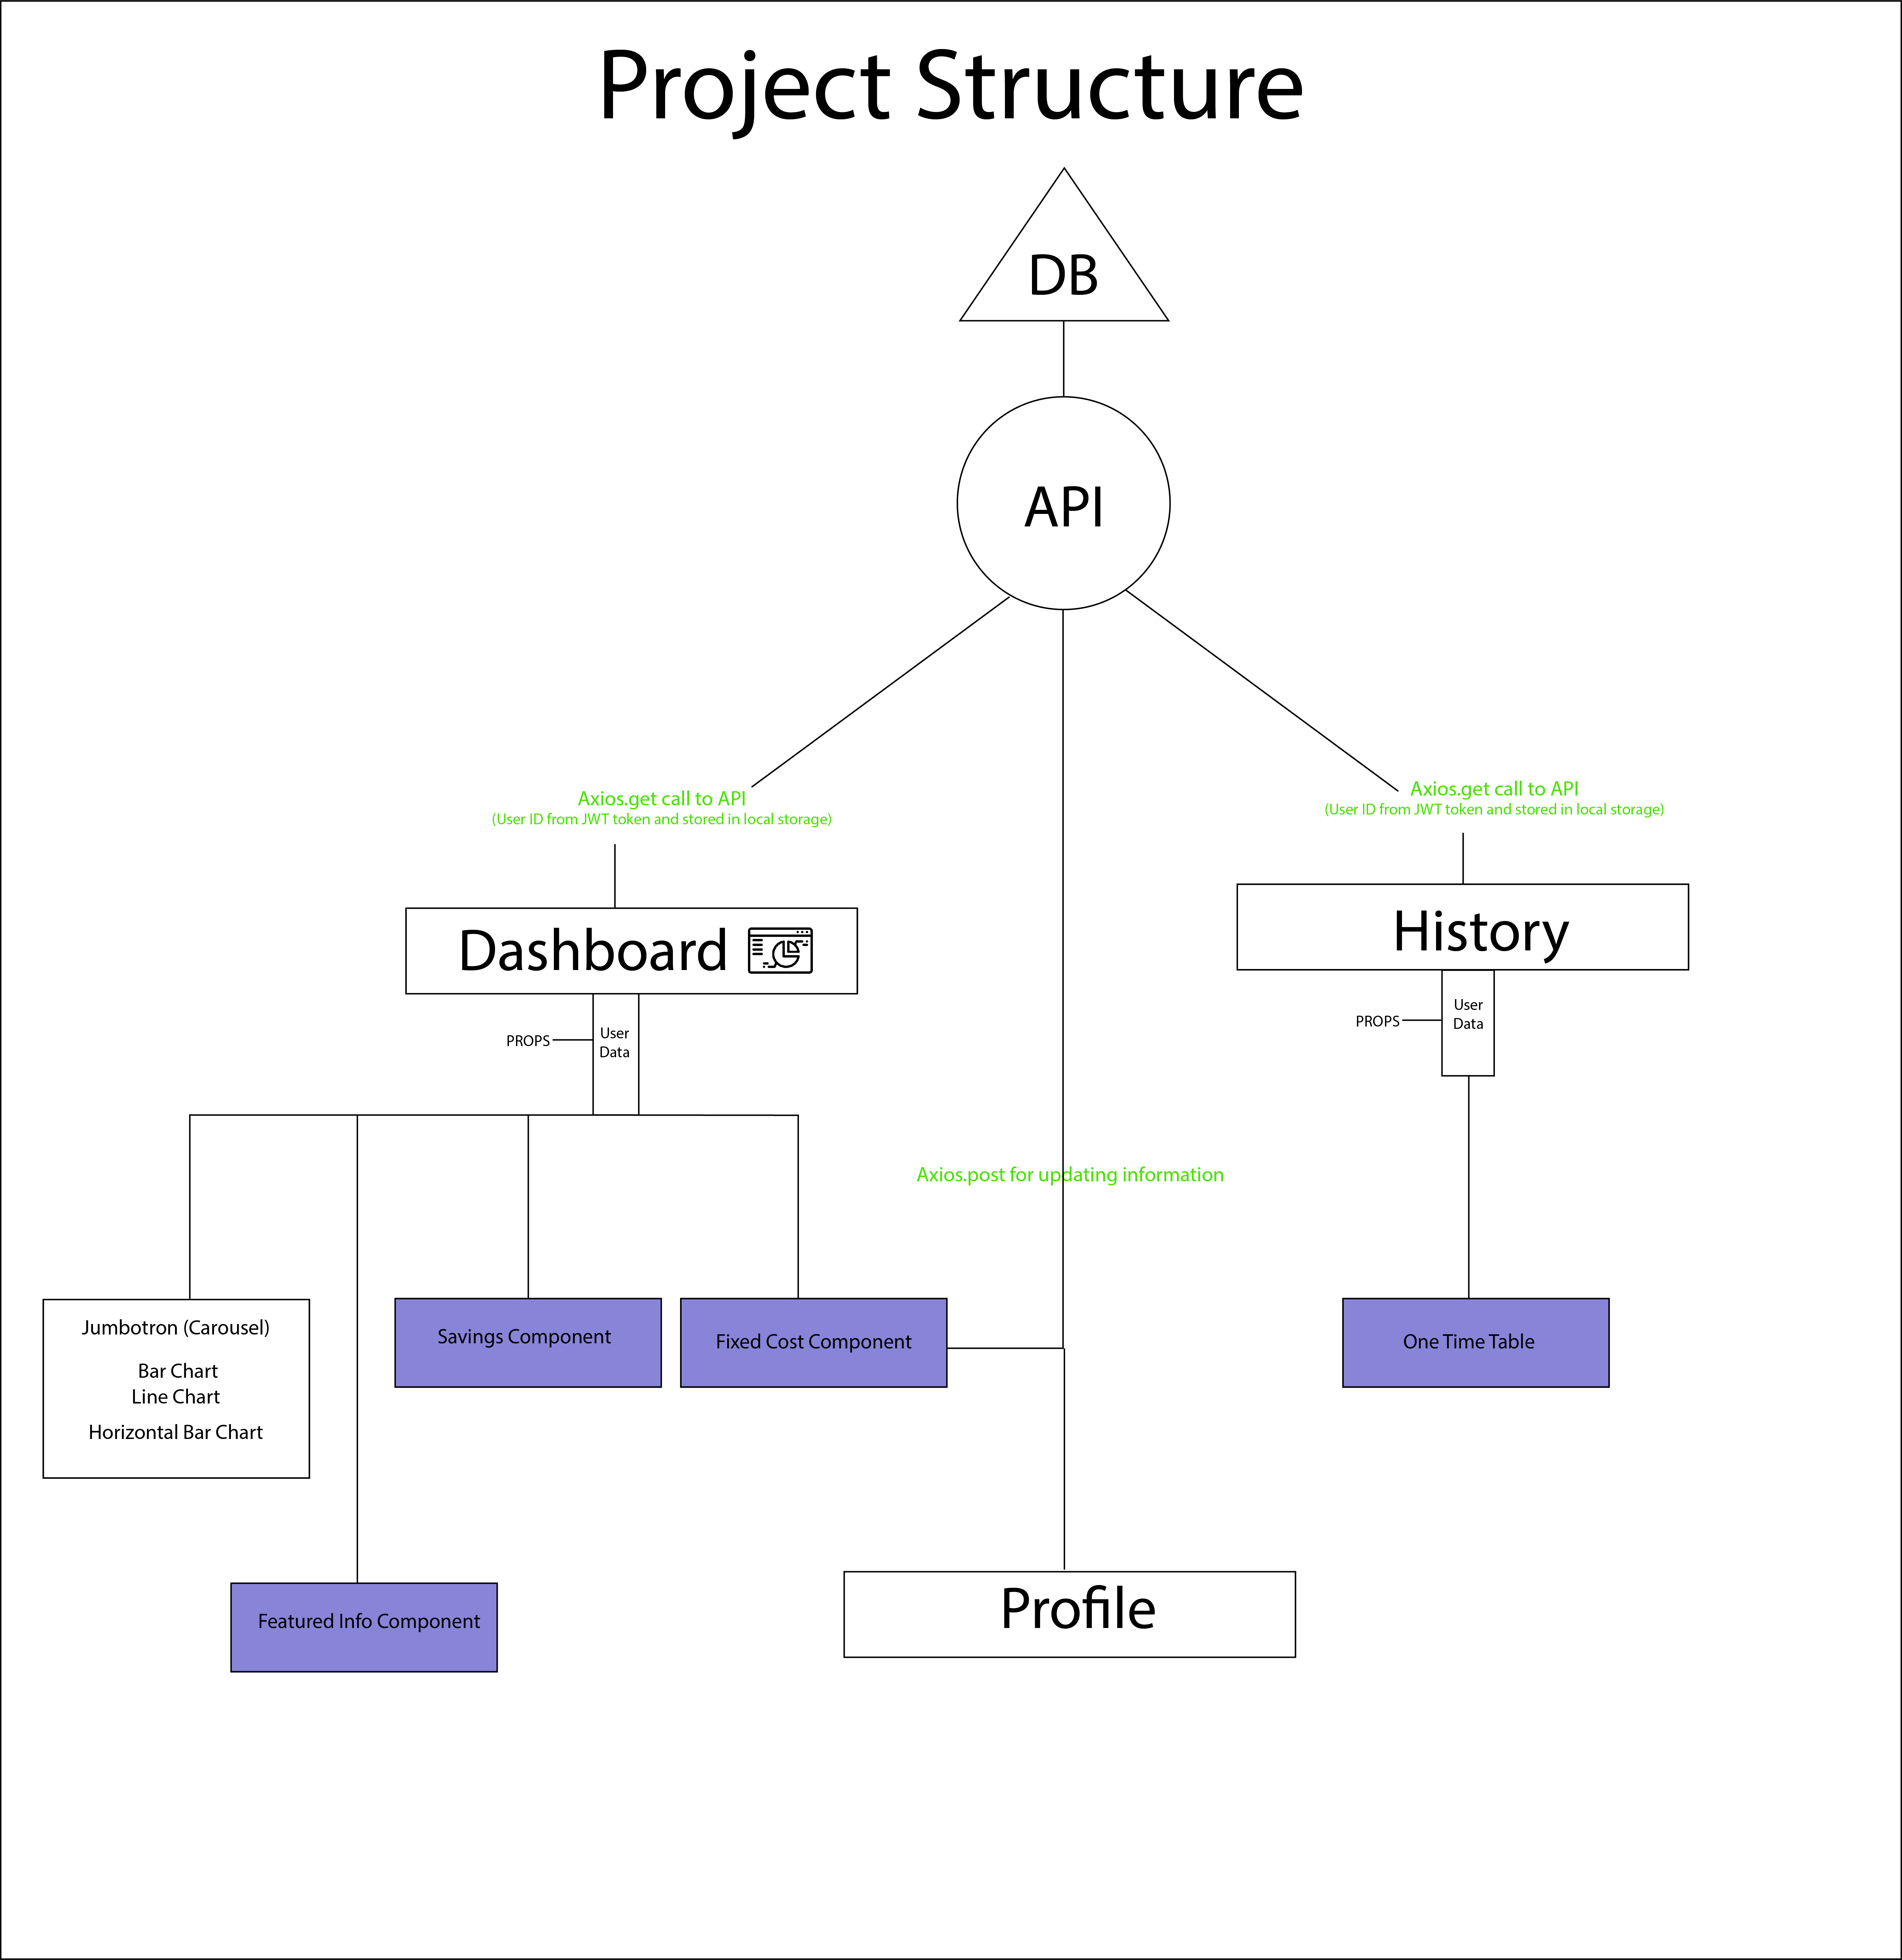 Project Structure
DB
API
Axios.get call to API
(User ID from JWT token and stored in local storage)
Axios.get call to API
(User ID from JWT token and stored in local storage)
Dashboard
History
PROPS
User
Data
PROPS
User
Data
Axios.post for updating information
Jumbotron (Carousel)
Bar Chart
Line Chart
Horizontal Bar Chart
Savings Component
Fixed Cost Component
One Time Table
Featured Info Component
Profile